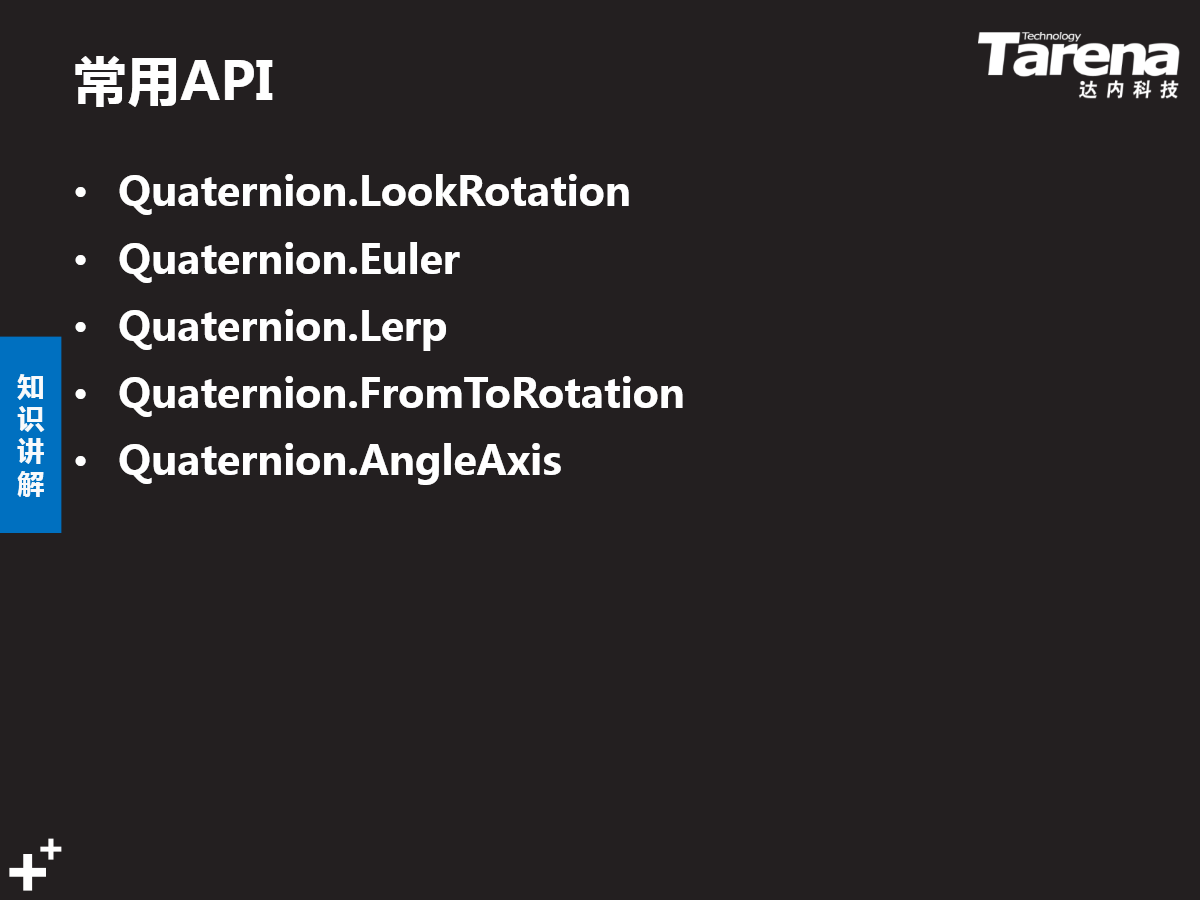 常用API
Technology
Tarena
达内科技
• Quaternion.LookRotation
• Quaternion.Euler
• Quaternion.Lerp
• Quaternion.FromToRotation
• Quaternion.AngleAxis
知识讲解